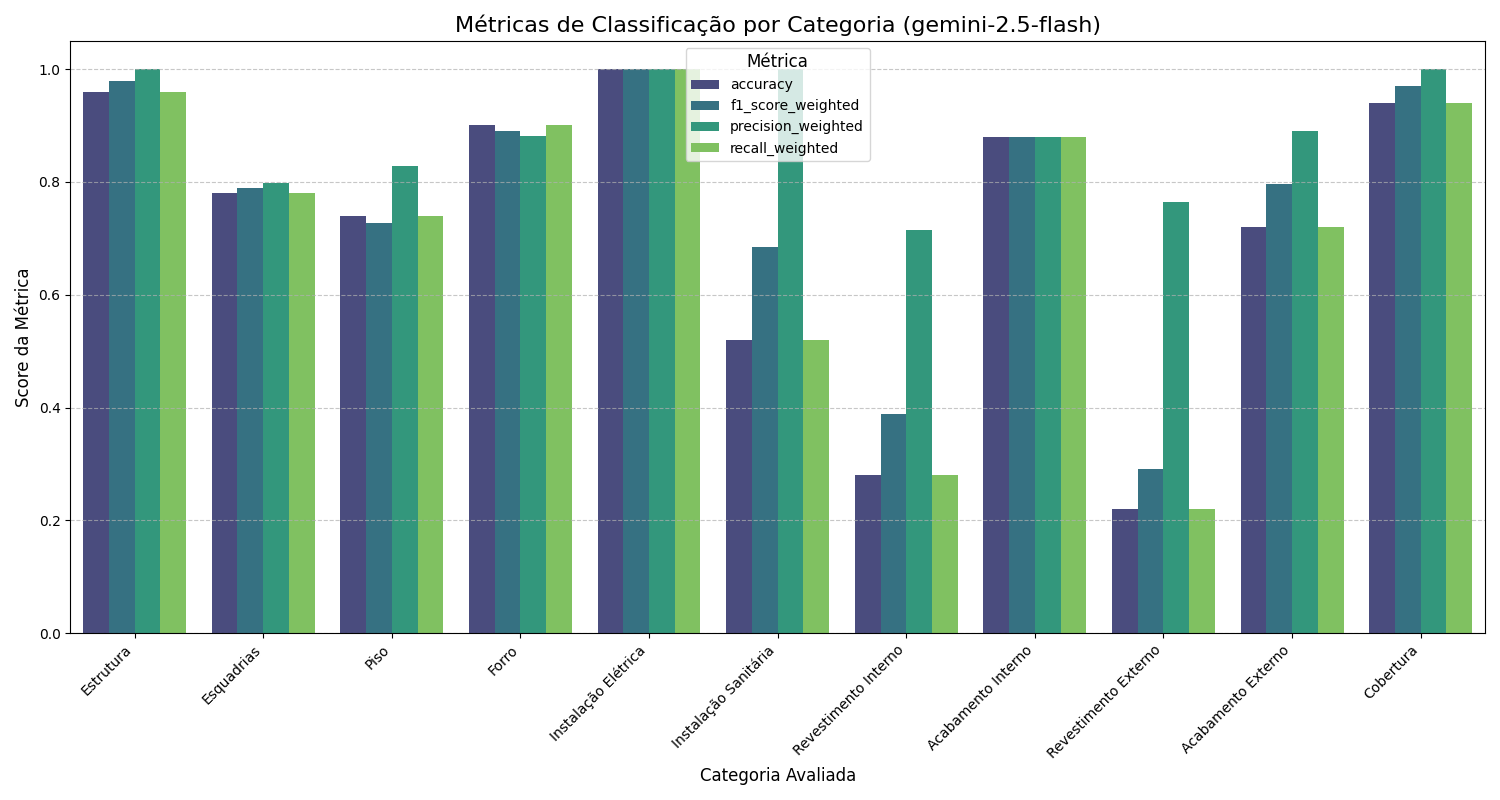 Métricas de Classificação por Categoria (gemini-2.5-flash)
Métrica
accuracy
f1_score_weighted
precision_weighted
recall_weighted
Score da Métrica
1.0
0.8
0.6
0.4
0.2
0.0
Estrutura
Esquadrias
Piso
Forro
Instalação Elétrica
Instalação Sanitária
Revestimento Interno
Acabamento Interno
Revestimento Externo
Acabamento Externo
Cobertura
Categoria Avaliada